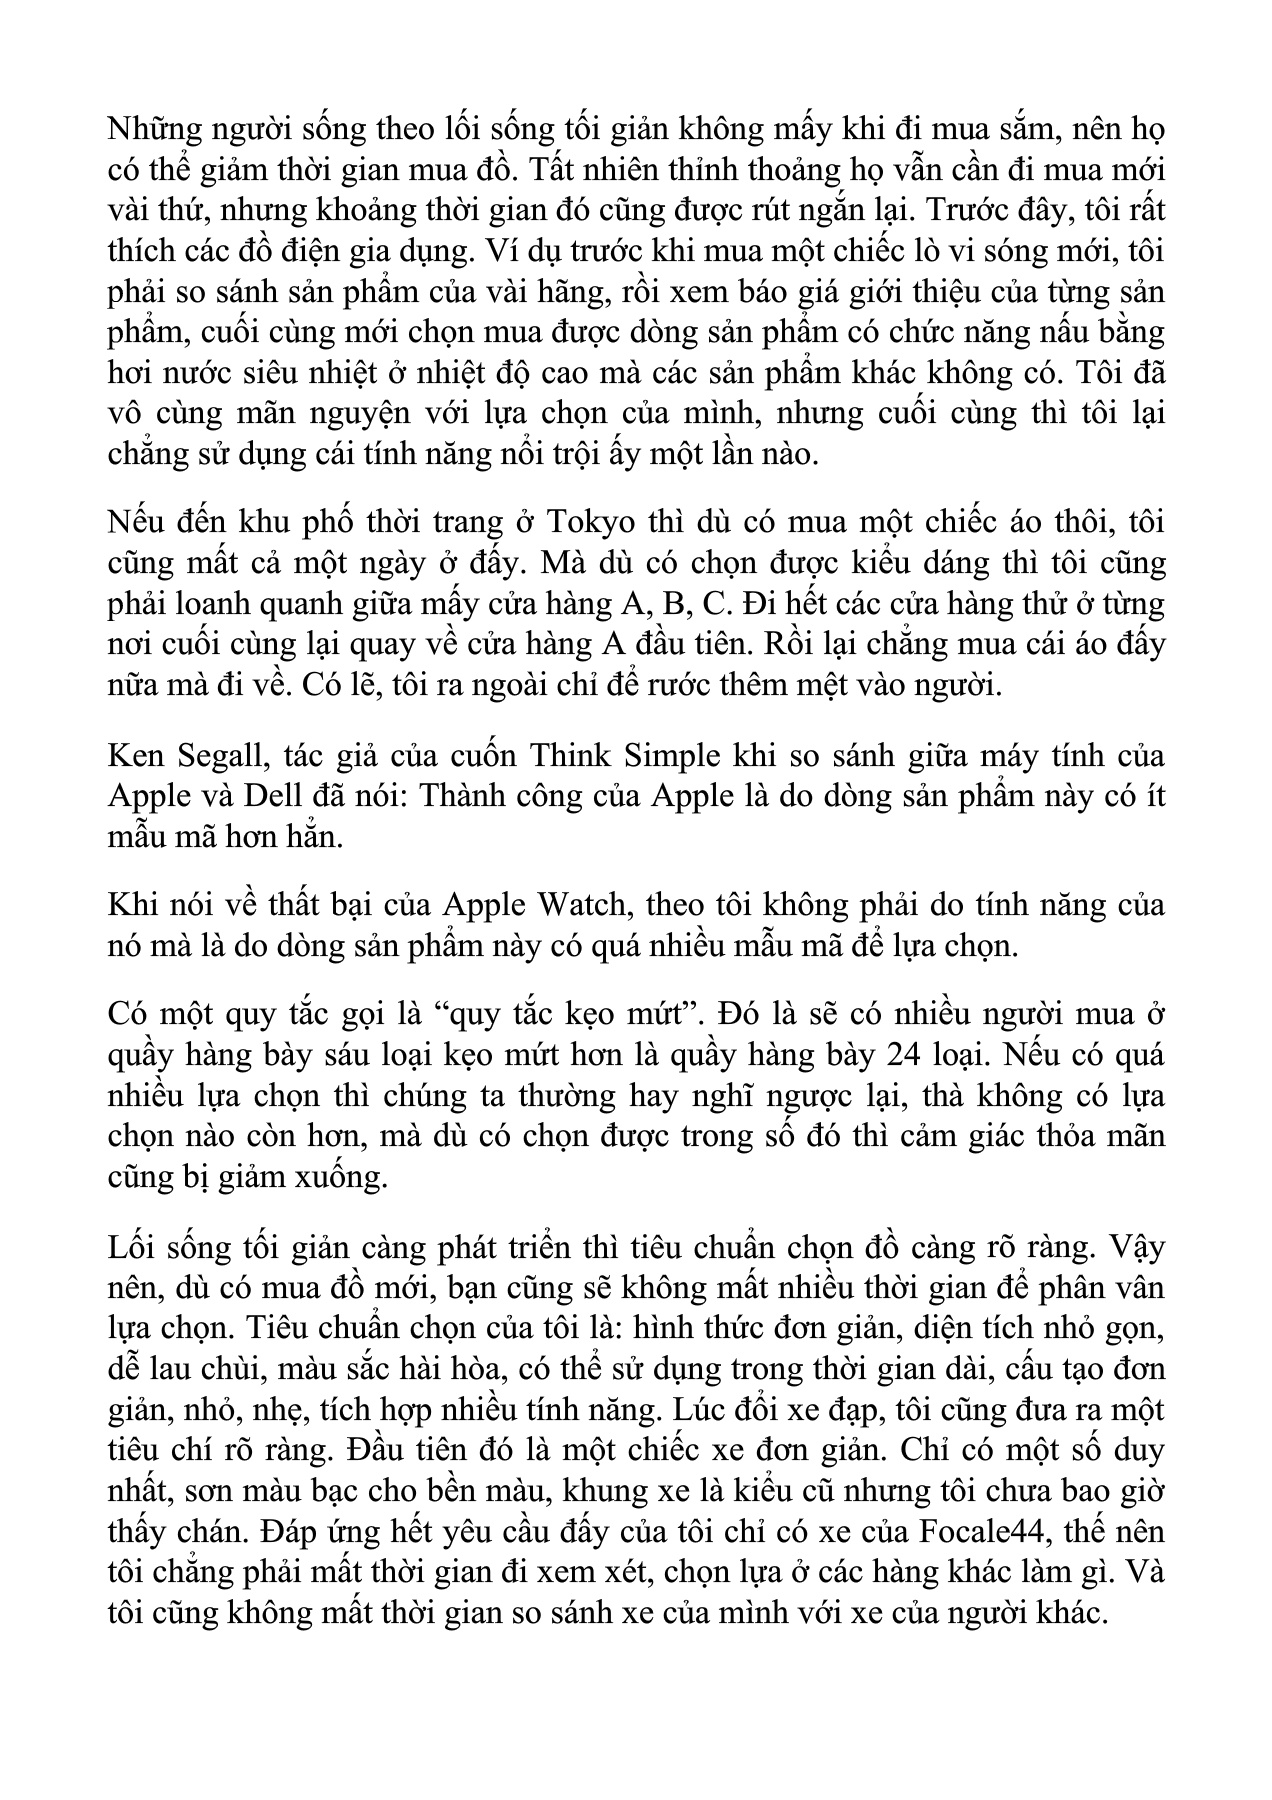 Những người sống theo lối sống tối giản không mấy khi đi mua sắm, nên họ
có thể giảm thời gian mua đồ. Tất nhiên thỉnh thoảng họ vẫn cần đi mua mới
vài thứ, nhưng khoảng thời gian đó cũng được rút ngắn lại. Trước đây, tôi rất
thích các đồ điện gia dụng. Ví dụ trước khi mua một chiếc lò vi sóng mới, tôi
phải so sánh sản phẩm của vài hãng, rồi xem báo giá giới thiệu của từng sản
phẩm, cuối cùng mới chọn mua được dòng sản phẩm có chức năng nấu bằng
hơi nước siêu nhiệt ở nhiệt độ cao mà các sản phẩm khác không có. Tôi đã
vô cùng mãn nguyện với lựa chọn của mình, nhưng cuối cùng thì tôi lại
chẳng sử dụng cái tính năng nổi trội ấy một lần nào.
Nếu đến khu phố thời trang ở Tokyo thì dù có mua một chiếc áo thôi, tôi
cũng mất cả một ngày ở đấy. Mà dù có chọn được kiểu dáng thì tôi cũng
phải loanh quanh giữa mấy cửa hàng A, B, C. Đi hết các cửa hàng thử ở từng
nơi cuối cùng lại quay về cửa hàng A đầu tiên. Rồi lại chẳng mua cái áo đấy
nữa mà đi về. Có lẽ, tôi ra ngoài chỉ để rước thêm mệt vào người.
Ken Segall, tác giả của cuốn Think Simple khi so sánh giữa máy tính của
Apple và Dell đã nói: Thành công của Apple là do dòng sản phẩm này có ít
mẫu mã hơn hẳn.
Khi nói về thất bại của Apple Watch, theo tôi không phải do tính năng của
nó mà là do dòng sản phẩm này có quá nhiều mẫu mã để lựa chọn.
Có một quy tắc gọi là “quy tắc kẹo mứt”. Đó là sẽ có nhiều người mua ở
quầy hàng bày sáu loại kẹo mứt hơn là quầy hàng bày 24 loại. Nếu có quá
nhiều lựa chọn thì chúng ta thường hay nghĩ ngược lại, thà không có lựa
chọn nào còn hơn, mà dù có chọn được trong số đó thì cảm giác thỏa mãn
cũng bị giảm xuống.
Lối sống tối giản càng phát triển thì tiêu chuẩn chọn đồ càng rõ ràng. Vậy
nên, dù có mua đồ mới, bạn cũng sẽ không mất nhiều thời gian để phân vân
lựa chọn. Tiêu chuẩn chọn của tôi là: hình thức đơn giản, diện tích nhỏ gọn,
dễ lau chùi, màu sắc hài hòa, có thể sử dụng trong thời gian dài, cấu tạo đơn
giản, nhỏ, nhẹ, tích hợp nhiều tính năng. Lúc đổi xe đạp, tôi cũng đưa ra một
tiêu chí rõ ràng. Đầu tiên đó là một chiếc xe đơn giản. Chỉ có một số duy
nhất, sơn màu bạc cho bền màu, khung xe là kiểu cũ nhưng tôi chưa bao giờ
thấy chán. Đáp ứng hết yêu cầu đấy của tôi chỉ có xe của Focale44, thế nên
tôi chẳng phải mất thời gian đi xem xét, chọn lựa ở các hàng khác làm gì. Và
tôi cũng không mất thời gian so sánh xe của mình với xe của người khác.